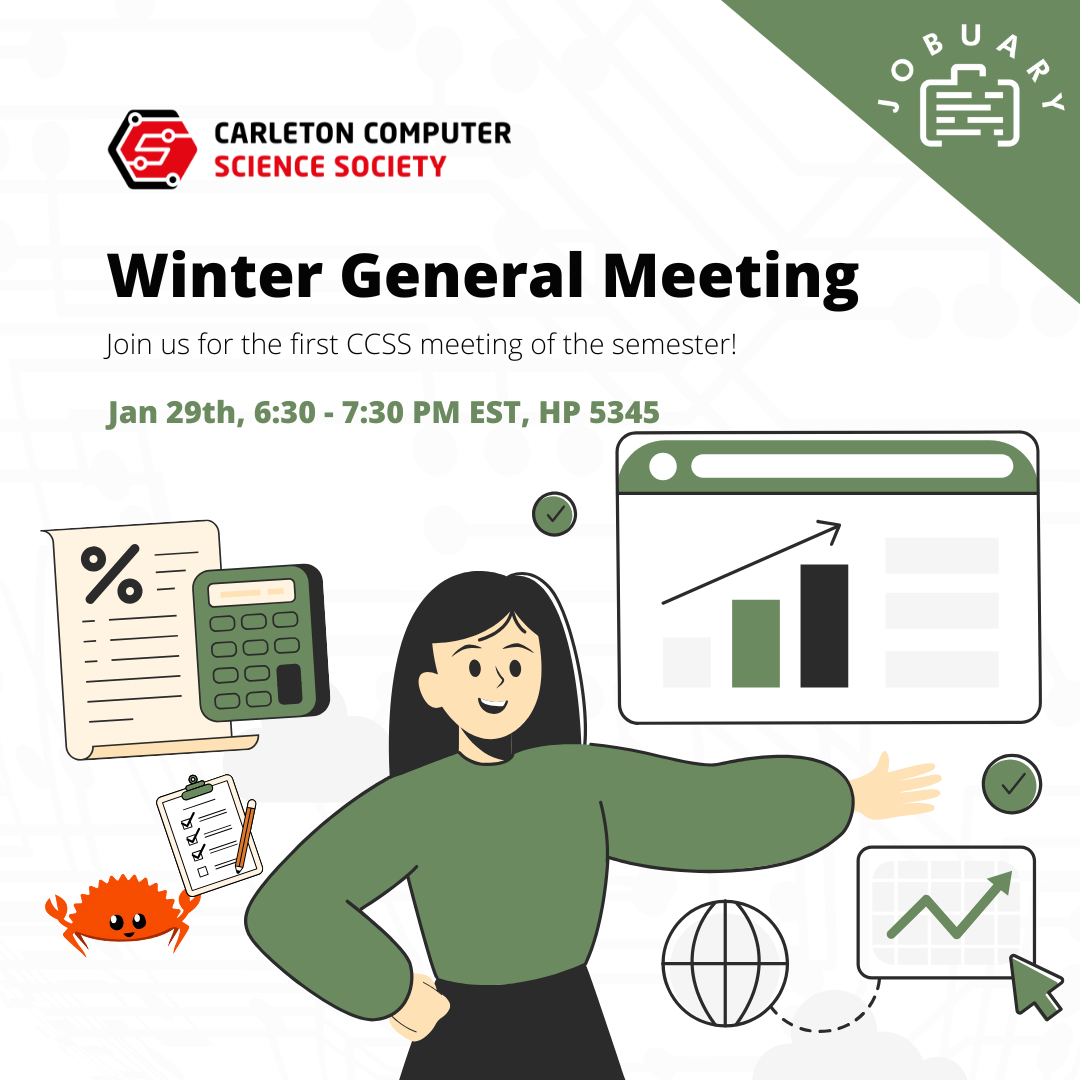 JOBUARY
CARLETON COMPUTER
SCIENCE SOCIETY
Winter General Meeting
Join us for the first CCSS meeting of the semester!
Jan 29th, 6:30 - 7:30 PM EST, HP 5345
%